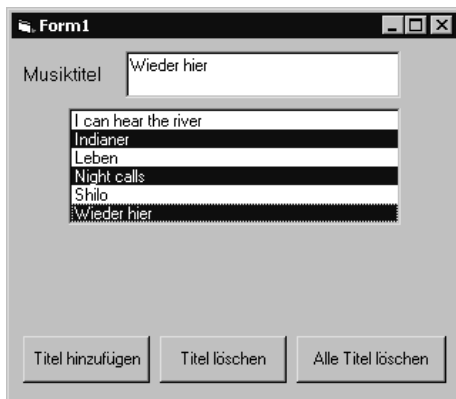 Form1
Musiktitel
Wieder hier
I can hear the river
Indianer
Leben
Night calls
Shilo
Wieder hier
Titel hinzufügen
Titel löschen
Alle Titel löschen